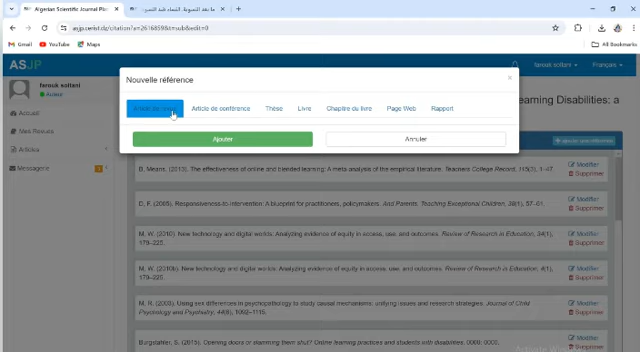 Algerian Scientific Journal Pla
asjp.cerist.dz/citation?a=261685&t=sub&edit=0
Gmail YouTube Maps All Bookmarks
ASJP farouk soltani Français
Nouvelle référence ×
farouk soltani
Auteur
Article de conférence Thèse Livre Chapitre du livre Page Web Rapport
Accueil
Ajouter Annuler
Mes Revues
Articles
Messagerie
earning Disabilities: a
B, Means. (2013). The effectiveness of online and blended learning: A meta-analysis of the empirical literature. Teachers College Record, 115(3), 1–47.
Modifier
Supprimer
D, F. (2005). Responsiveness-to-intervention: A blueprint for practitioners, policymakers. And Parents. Teaching Exceptional Children, 38(1), 57–61.
Modifier
Supprimer
M, W. (2010). New technology and digital worlds: Analyzing evidence of equity in access, use, and outcomes. Review of Research in Education, 34(1),
179–225.
Modifier
Supprimer
M, W. (2010b). New technology and digital worlds: Analyzing evidence of equity in access, use, and outcomes. Review of Research in Education, 4(1),
179–225.
Modifier
Supprimer
M, R. (2003). Using sex differences in psychopathology to study causal mechanisms: unifying issues and research strategies. Journal of Child
Psychology and Psychiatry, 44(8), 1092–1115.
Modifier
Supprimer
Burgstahler, S. (2015). Opening doors or slamming them shut? Online learning practices and students with disabilities. 0000, 0000.
Modifier
Supprimer